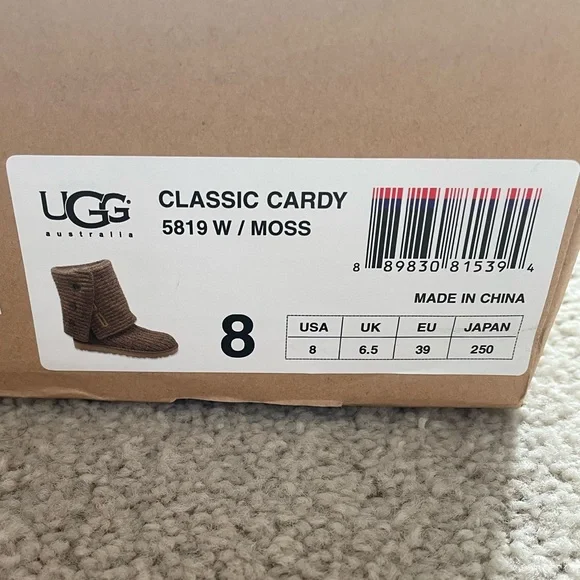 UGG
australia
CLASSIC CARDY
5819 W / MOSS
8 89830 81539 4
MADE IN CHINA
8
USA UK EU JAPAN
8 6.5 39 250